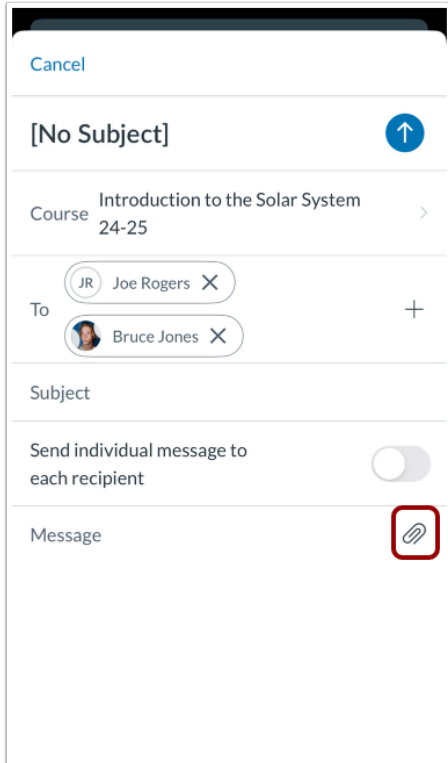 Cancel
[No Subject]
Course Introduction to the Solar System
24-25
JR Joe Rogers
To
Bruce Jones
Subject
Send individual message to
each recipient
Message